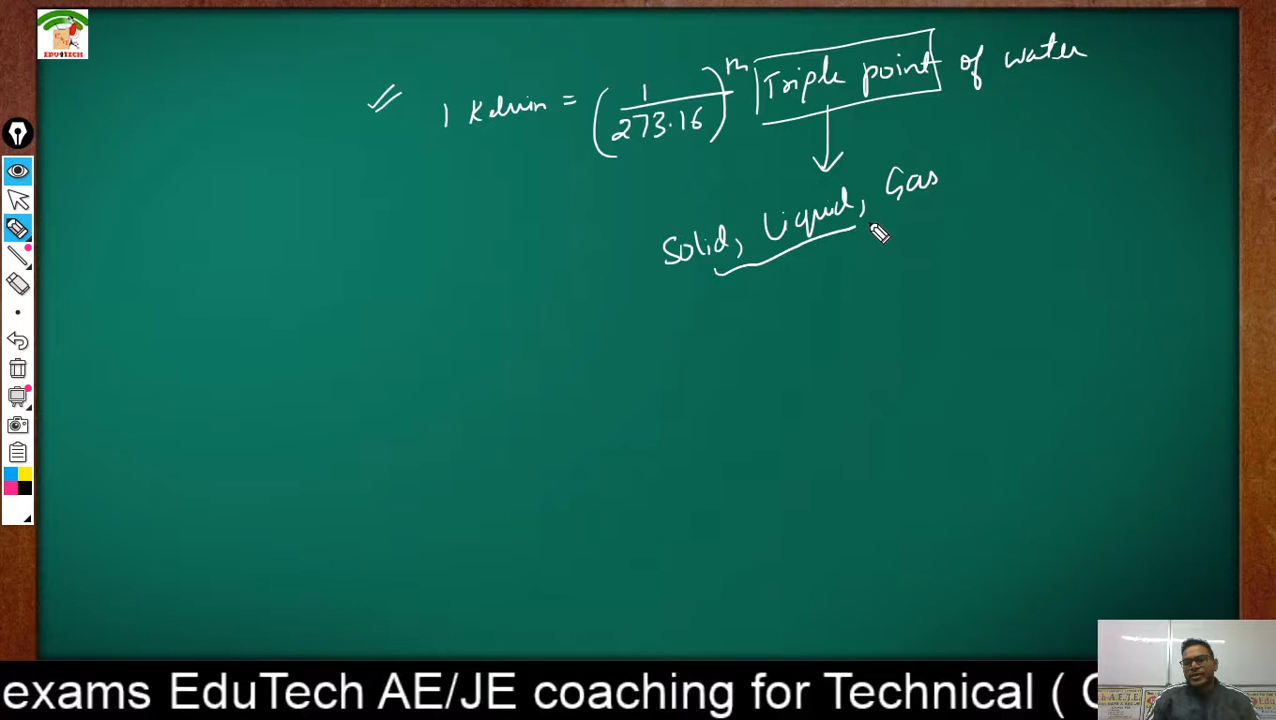 EDU4TECH
1 Kelvin = (1/273.16)th Triple point of water
Solid, Liquid, Gas
exams EduTech AE/JE coaching for Technical ( C